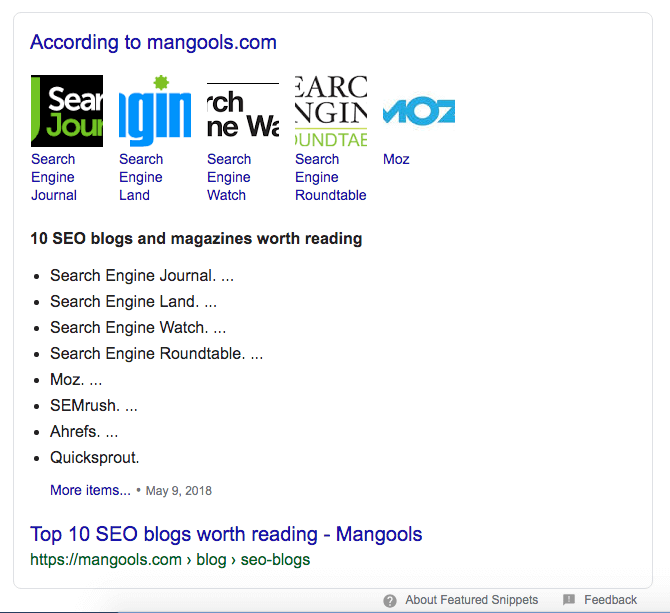 According to mangools.com
Sear
Jour
ngin
rch
ne Wa
EARC
NGIN
OUNDTAB
MOZ
Search
Engine
Journal
Search
Engine
Land
Search
Engine
Watch
Search
Engine
Roundtable
Moz
10 SEO blogs and magazines worth reading
• Search Engine Journal. ...
• Search Engine Land. ...
• Search Engine Watch. ...
• Search Engine Roundtable. ...
• Moz. ...
• SEMrush. ...
• Ahrefs. ...
• Quicksprout.
More items... • May 9, 2018
Top 10 SEO blogs worth reading - Mangools
https://mangools.com › blog › seo-blogs
About Featured Snippets Feedback